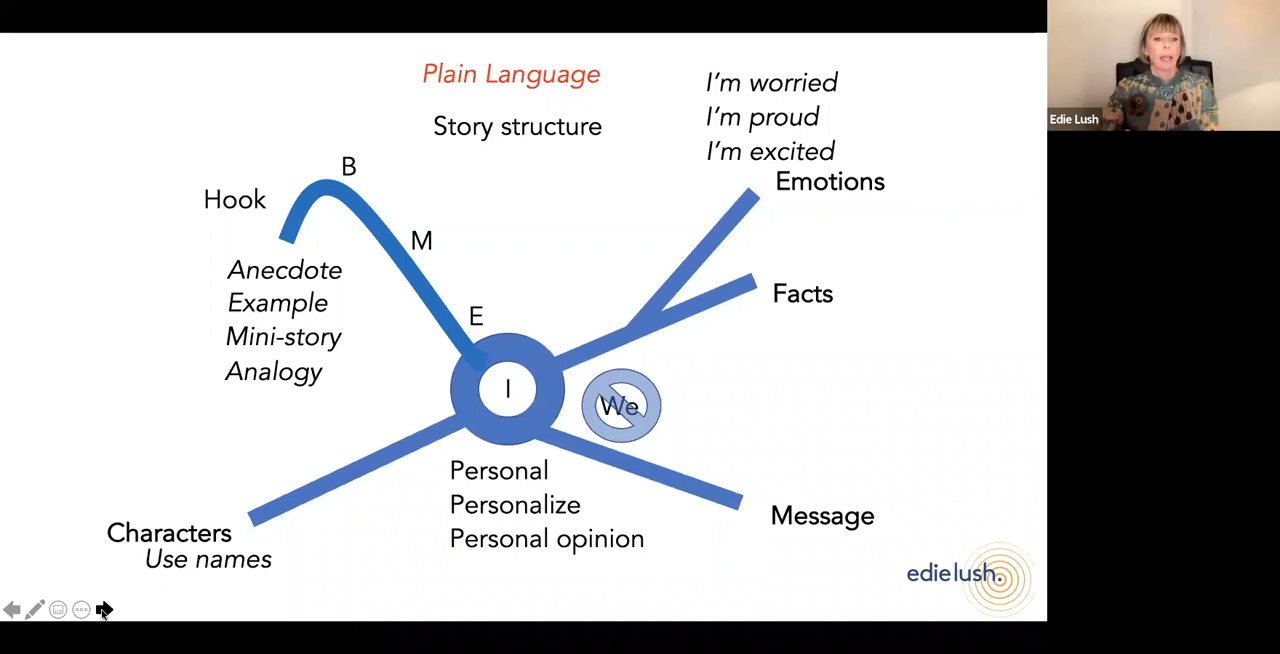 Plain Language
Story structure
I'm worried
I'm proud
I'm excited
Emotions
Facts
B
Hook
M
Anecdote
Example
Mini-story
Analogy
E
I
We
Personal
Personalize
Personal opinion
Message
Characters
Use names
edielush.
Edie Lush